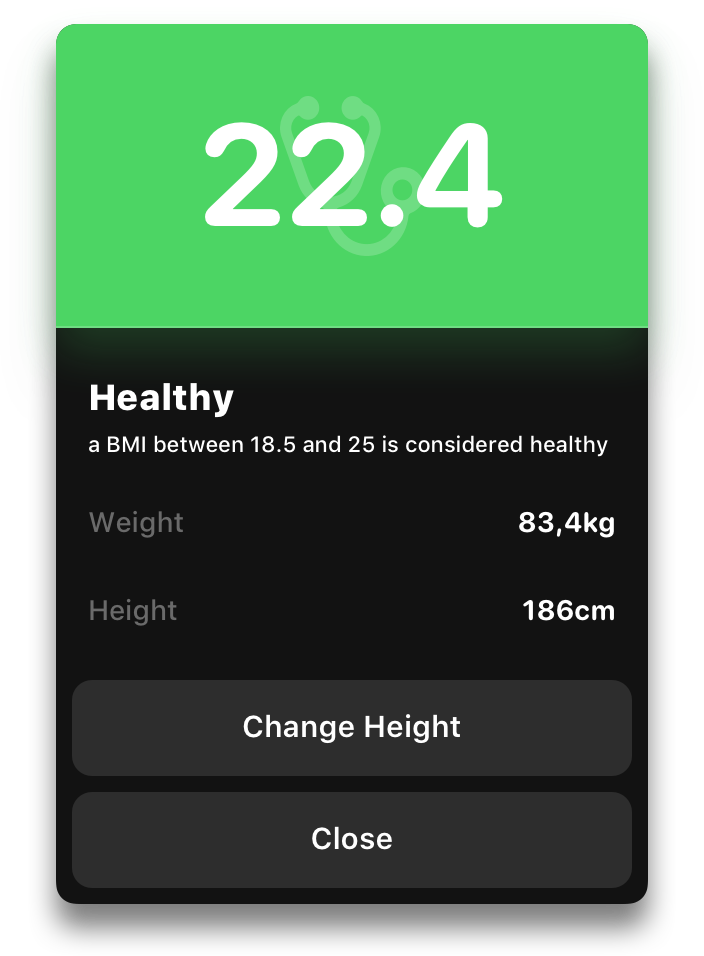 22.4
Healthy
a BMI between 18.5 and 25 is considered healthy
Weight 83,4kg
Height 186cm
Change Height
Close